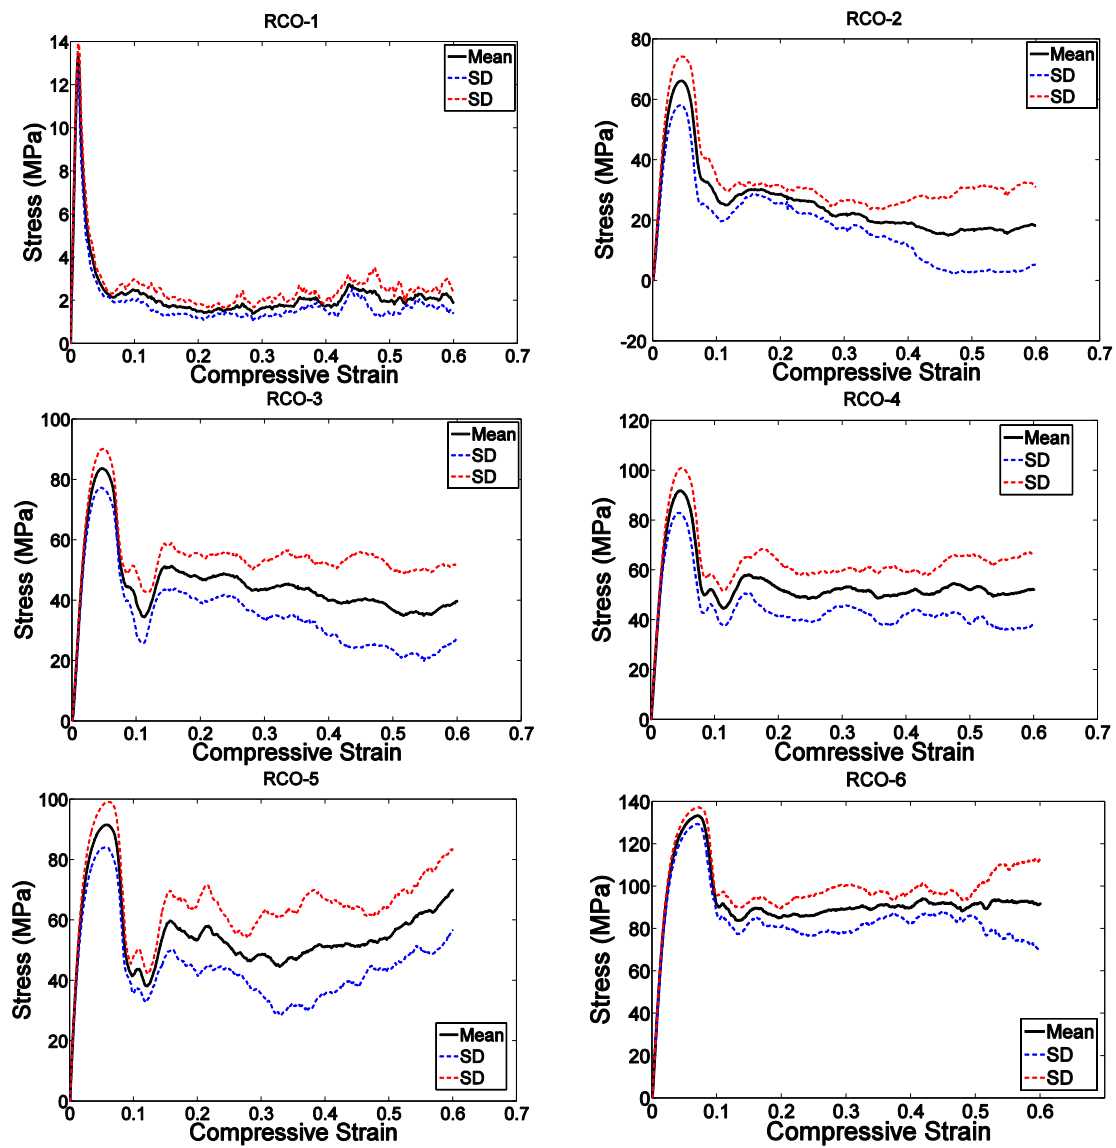 RCO-1
14
12
10
8
6
4
2
0
Stress (MPa)
Mean
SD
SD
0 0.1 0.2 0.3 0.4 0.5 0.6 0.7
Compressive Strain
RCO-2
80
60
40
20
0
-20
Stress (MPa)
Mean
SD
SD
0 0.1 0.2 0.3 0.4 0.5 0.6 0.7
Compressive Strain
RCO-3
100
80
60
40
20
0
Stress (MPa)
Mean
SD
SD
0 0.1 0.2 0.3 0.4 0.5 0.6 0.7
Compressive Strain
RCO-4
120
100
80
60
40
20
0
Stress (MPa)
Mean
SD
SD
0 0.1 0.2 0.3 0.4 0.5 0.6 0.7
Comressive Strain
RCO-5
100
80
60
40
20
0
Stress (MPa)
Mean
SD
SD
0 0.1 0.2 0.3 0.4 0.5 0.6 0.7
Compressive Strain
RCO-6
140
120
100
80
60
40
20
0
Stress (MPa)
Mean
SD
SD
0 0.1 0.2 0.3 0.4 0.5 0.6
Compressive Strain